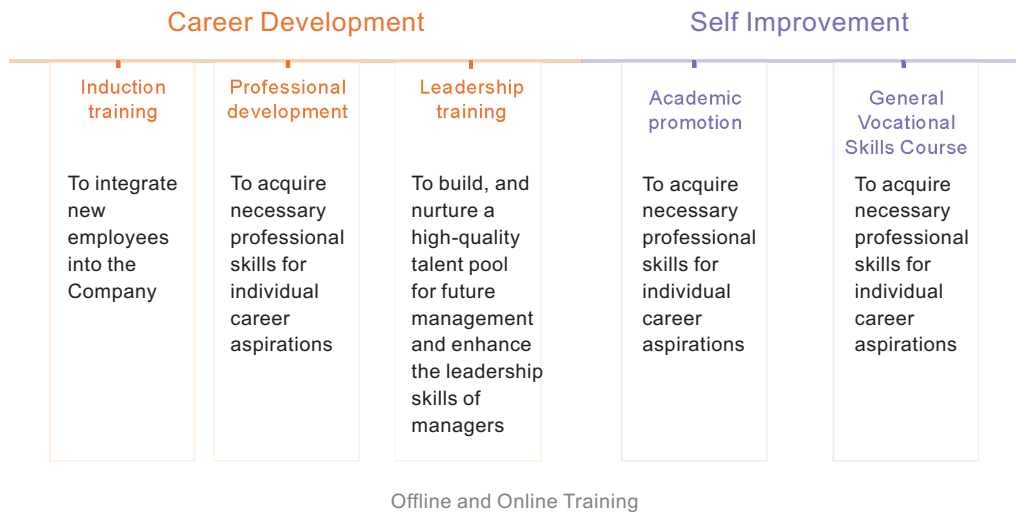 Career Development
Self Improvement
Induction
training
Professional
development
Leadership
training
Academic
promotion
General
Vocational
Skills Course
To integrate
new
employees
into the
Company
To acquire
necessary
professional
skills for
individual
career
aspirations
To build, and
nurture a
high-quality
talent pool
for future
management
and enhance
the leadership
skills of
managers
To acquire
necessary
professional
skills for
individual
career
aspirations
To acquire
necessary
professional
skills for
individual
career
aspirations
Offline and Online Training